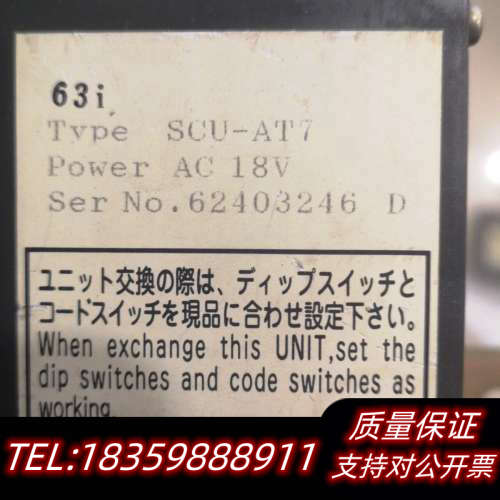 63i
Type SCU-AT7
Power AC 18V
Ser No.62403246 D
ユニット交換の際は、ディップスイッチと
コードスイッチを現品に合わせ設定下さい。
When exchange this UNIT,set the
dip switches and code switches as
working.
质量保证
TEL:18359888911
支持对公开票